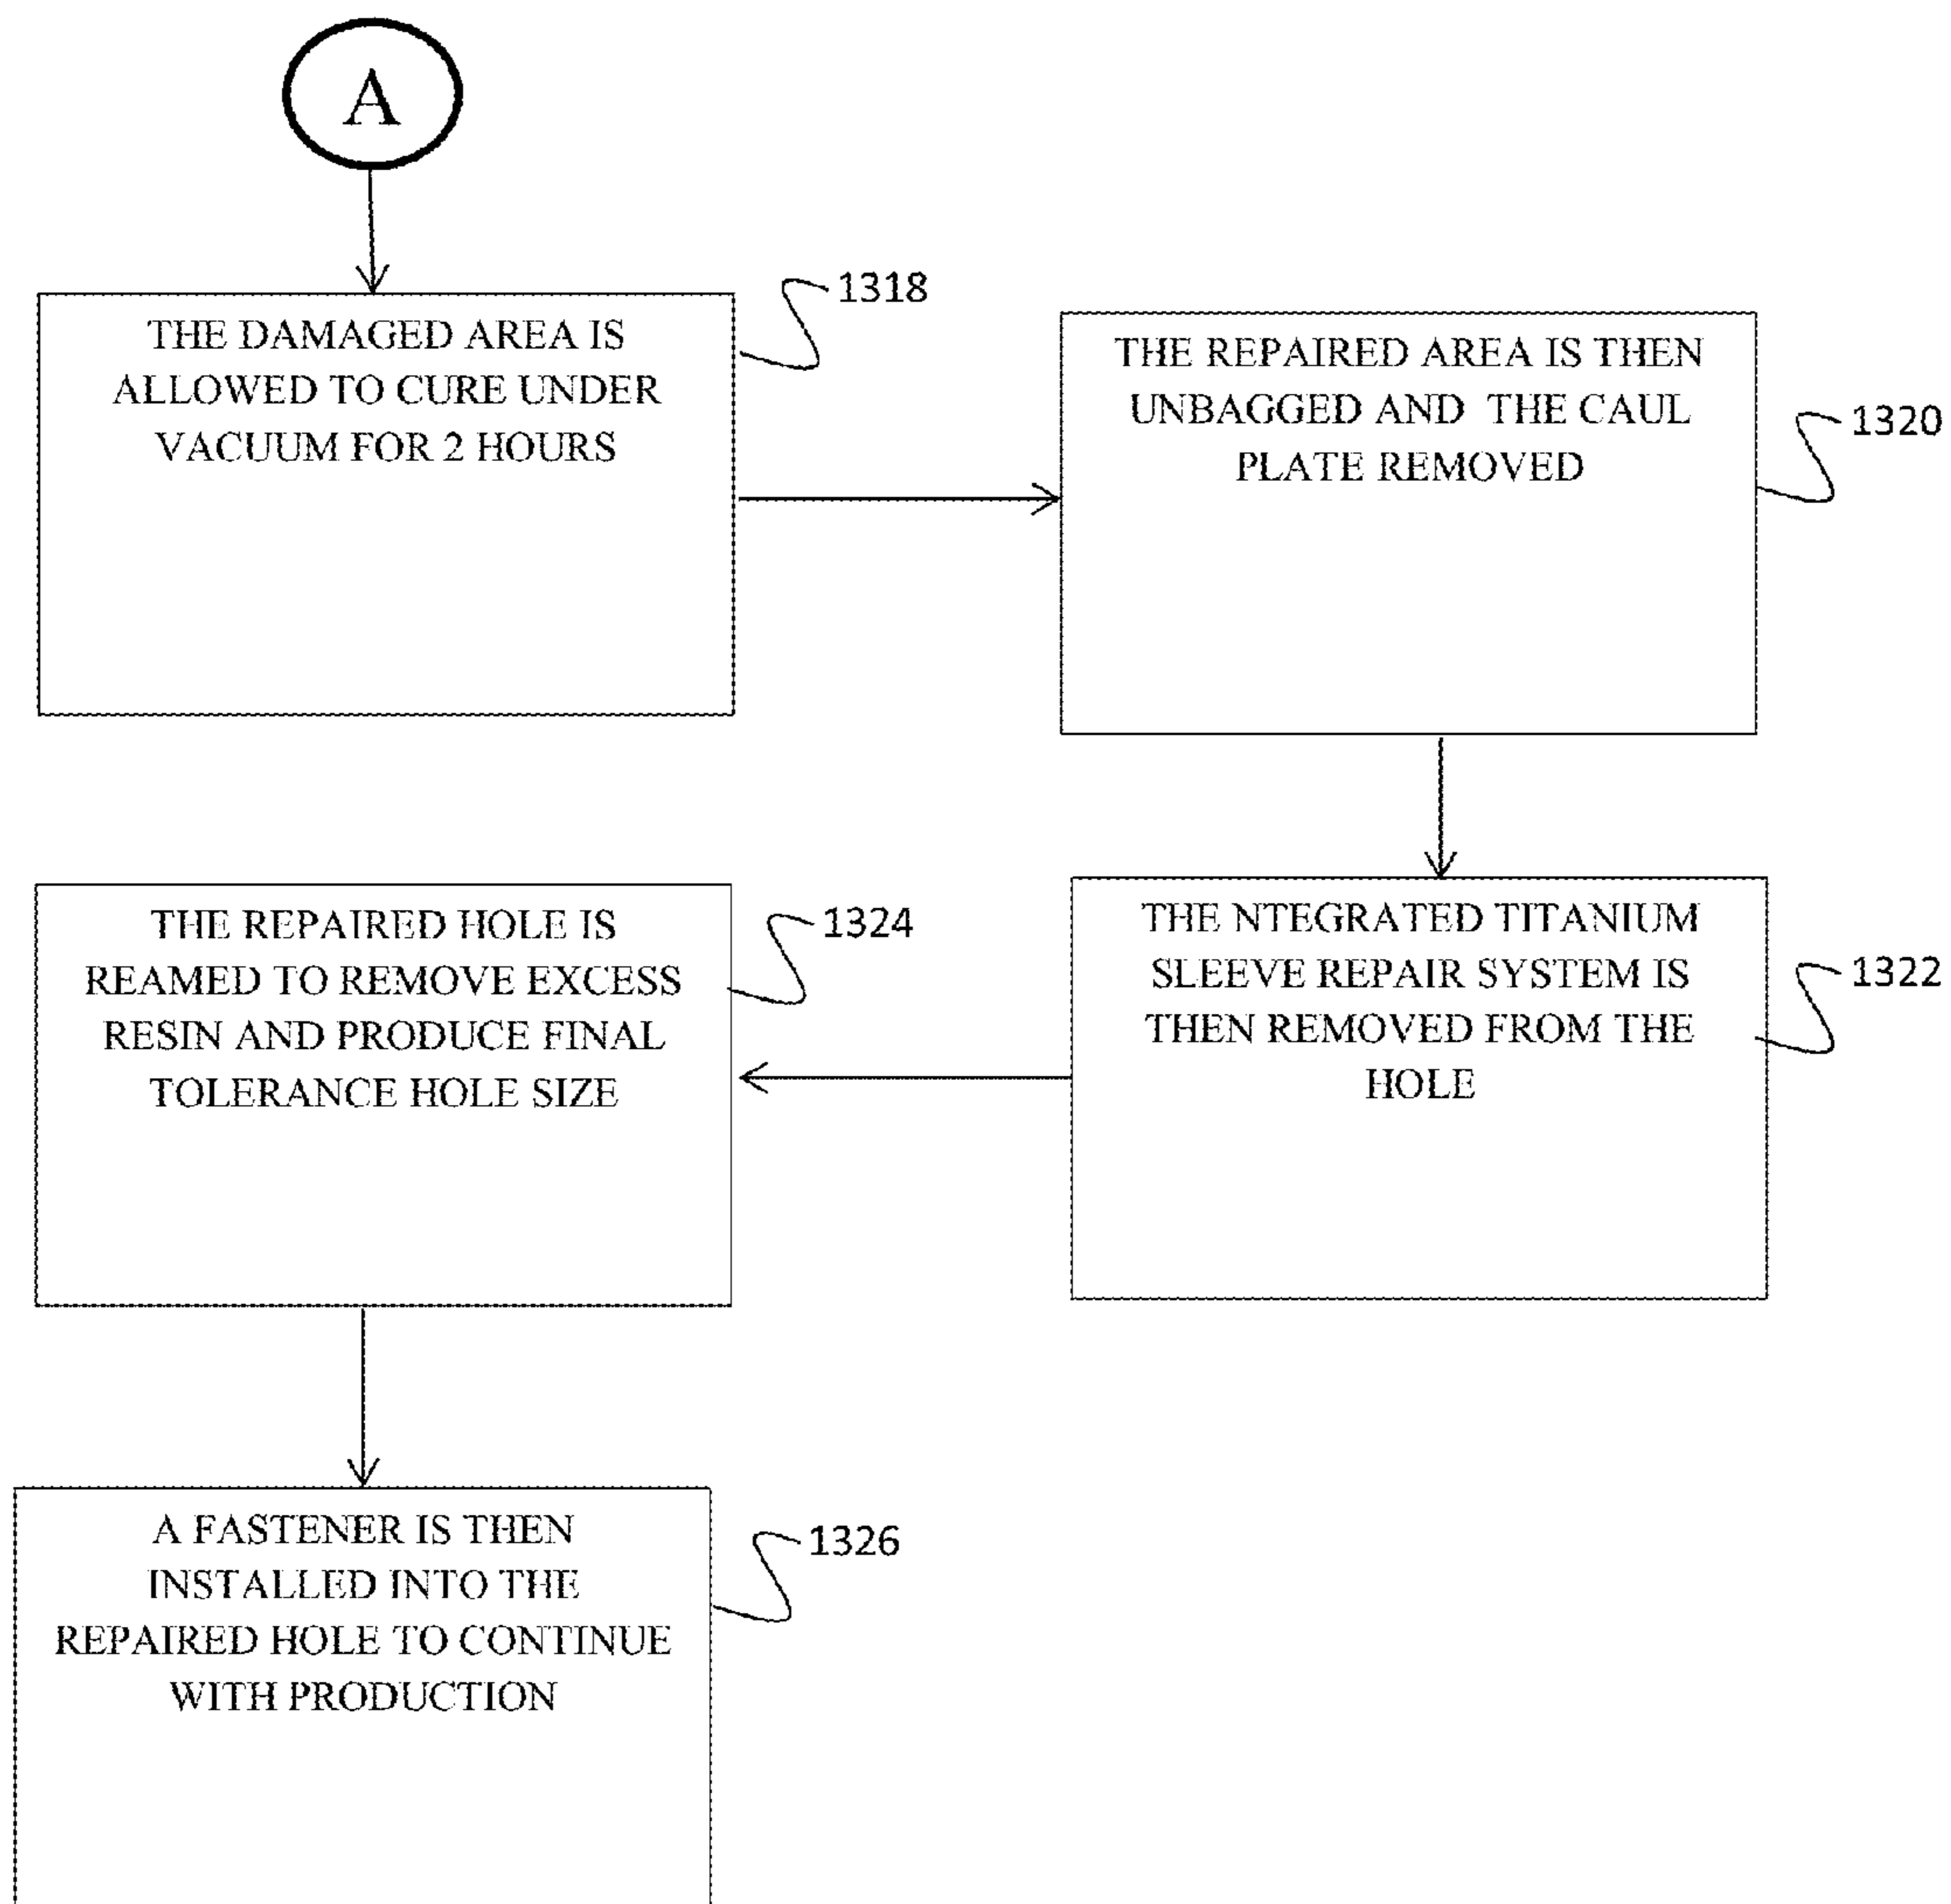 A
THE DAMAGED AREA IS
ALLOWED TO CURE UNDER
VACUUM FOR 2 HOURS
1318
THE REPAIRED AREA IS THEN
UNBAGGED AND THE CAUL
PLATE REMOVED
1320
THE NTEGRATED TITANIUM
SLEEVE REPAIR SYSTEM IS
THEN REMOVED FROM THE
HOLE
1322
THE REPAIRED HOLE IS
REAMED TO REMOVE EXCESS
RESIN AND PRODUCE FINAL
TOLERANCE HOLE SIZE
1324
A FASTENER IS THEN
INSTALLED INTO THE
REPAIRED HOLE TO CONTINUE
WITH PRODUCTION
1326